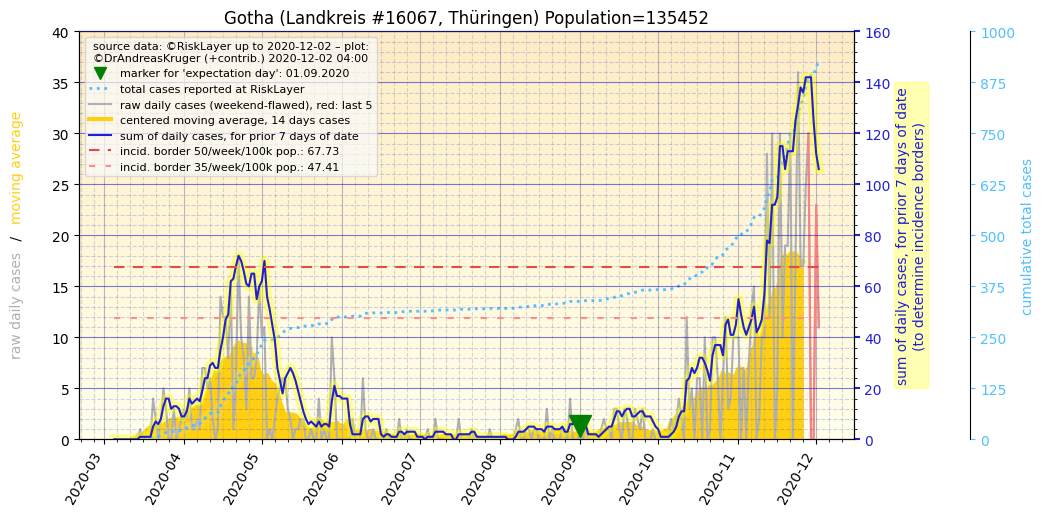 Gotha (Landkreis #16067, Thüringen) Population=135452
source data: ©RiskLayer up to 2020-12-02 – plot:
©DrAndreasKruger (+contrib.) 2020-12-02 04:00
marker for 'expectation day': 01.09.2020
total cases reported at RiskLayer
raw daily cases (weekend-flawed), red: last 5
centered moving average, 14 days cases
sum of daily cases, for prior 7 days of date
incid. border 50/week/100k pop.: 67.73
incid. border 35/week/100k pop.: 47.41
raw daily cases / moving average
40
35
30
25
20
15
10
5
0
2020-03
2020-04
2020-05
2020-06
2020-07
2020-08
2020-09
2020-10
2020-11
2020-12
160
140
120
100
80
60
40
20
0
sum of daily cases, for prior 7 days of date
(to determine incidence borders)
1000
875
750
625
500
375
250
125
0
cumulative total cases